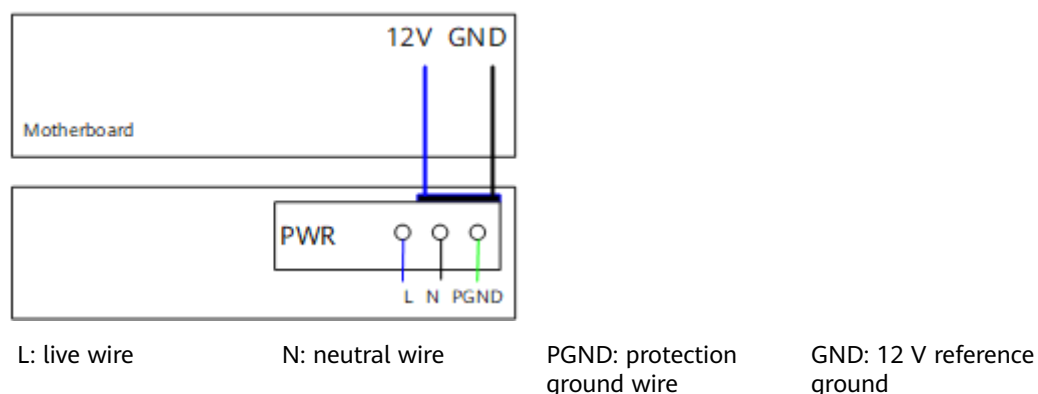 12V GND
Motherboard
PWR
L N PGND
L: live wire
N: neutral wire
PGND: protection
ground wire
GND: 12 V reference
ground